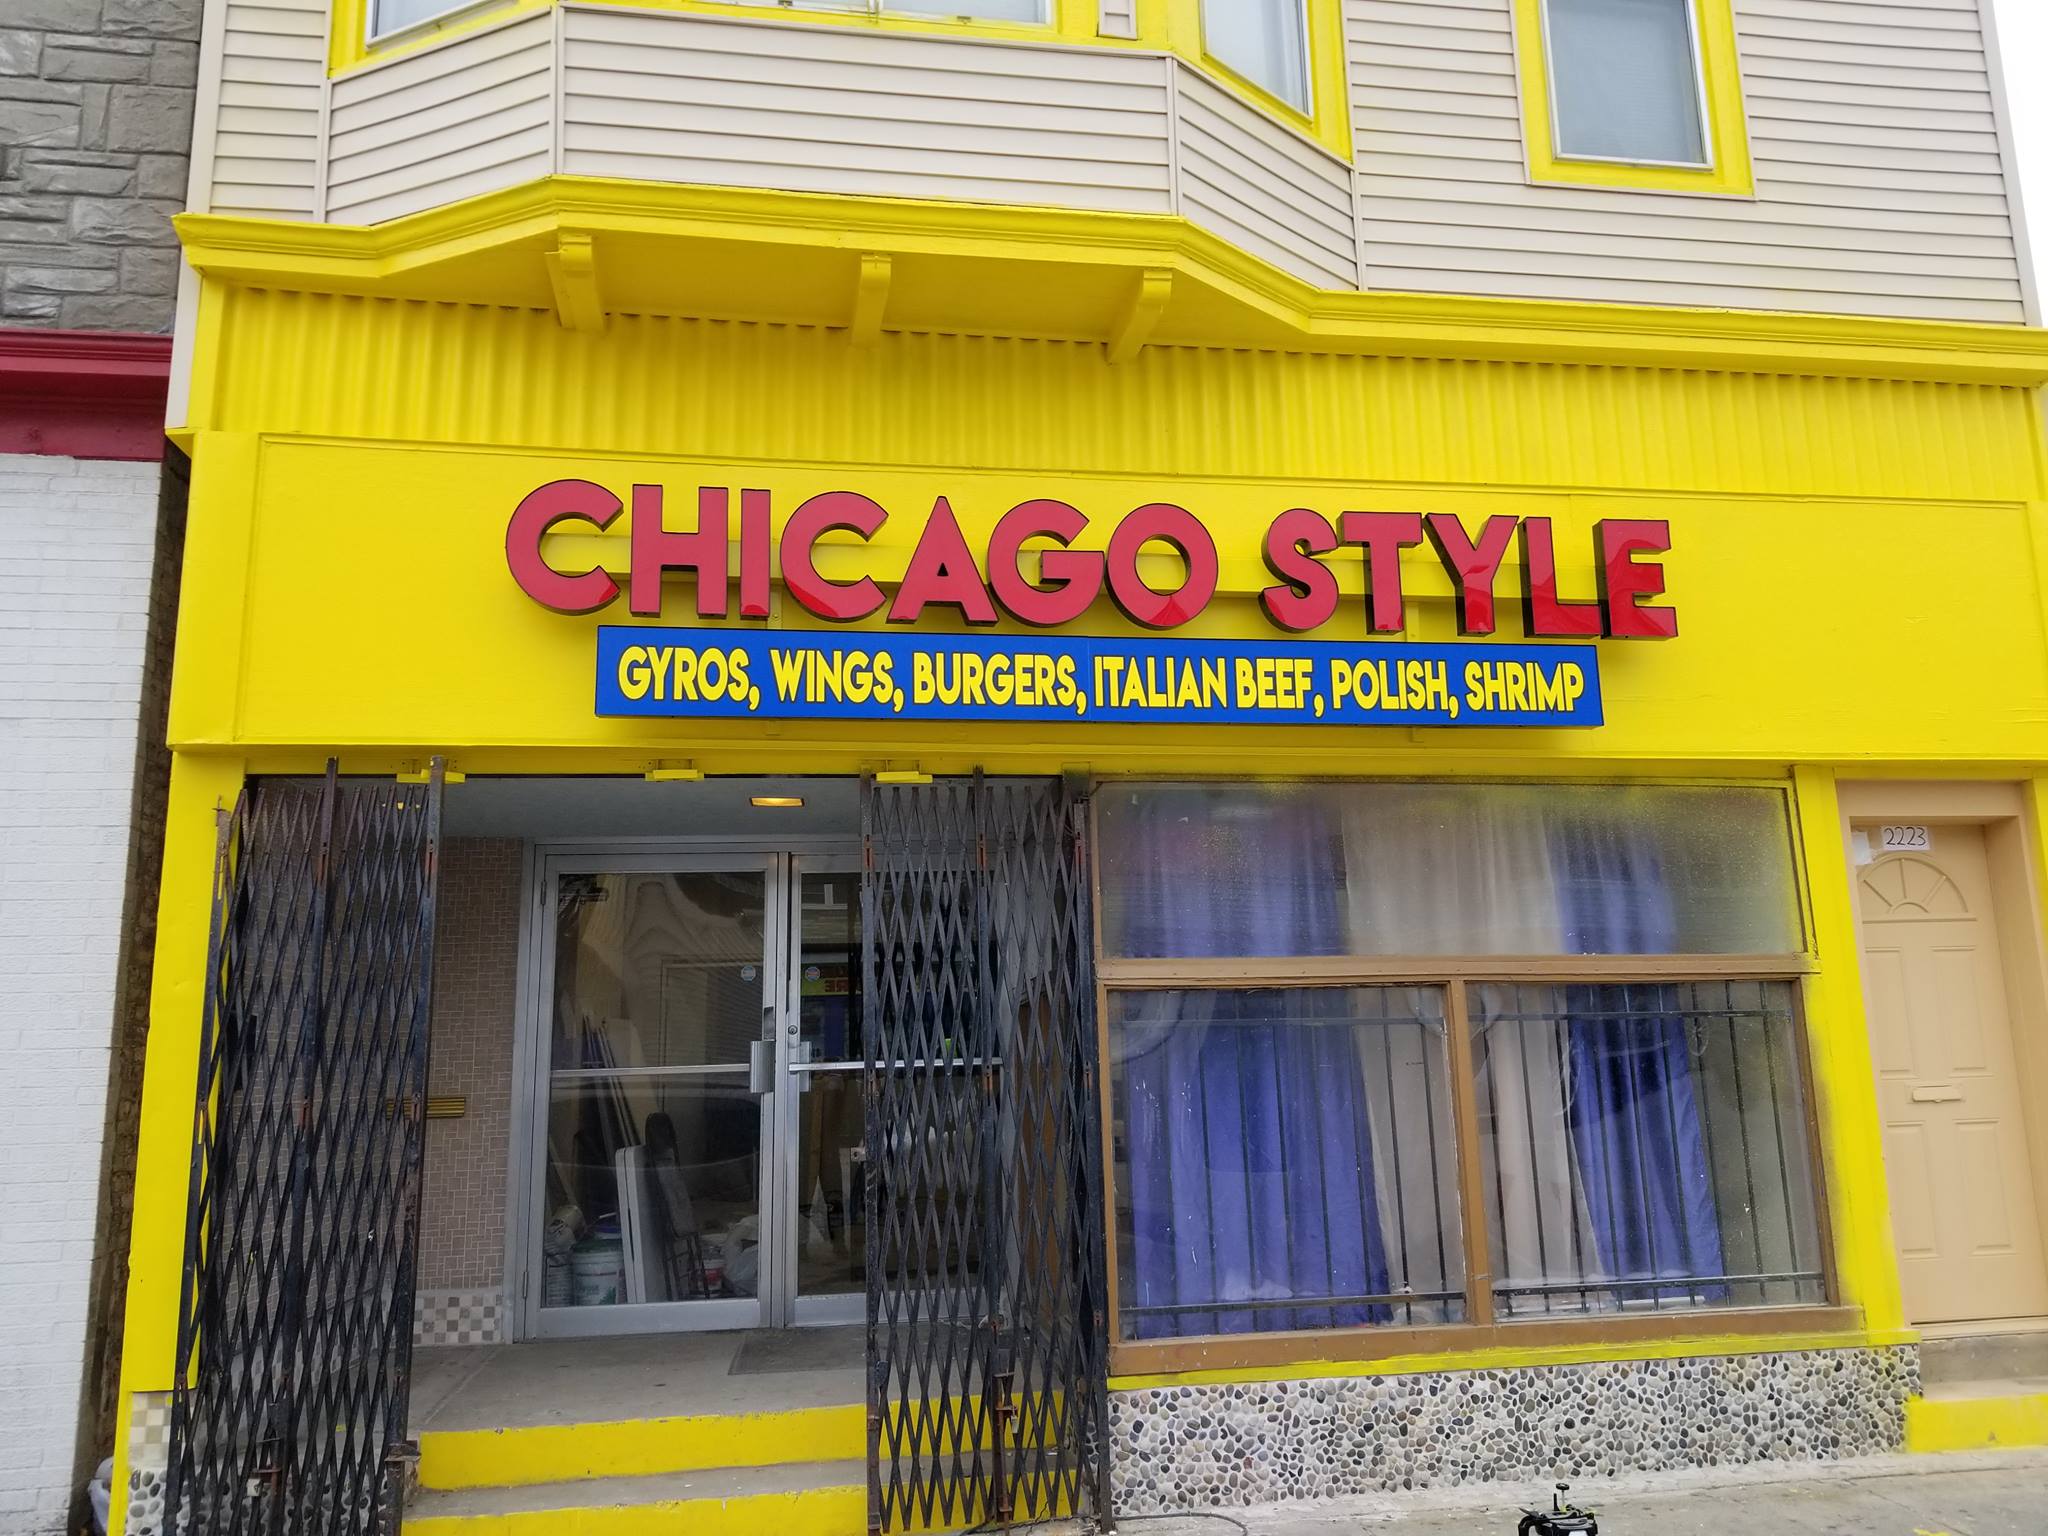 CHICAGO STYLE
GYROS, WINGS, BURGERS, ITALIAN BEEF, POLISH, SHRIMP
2223